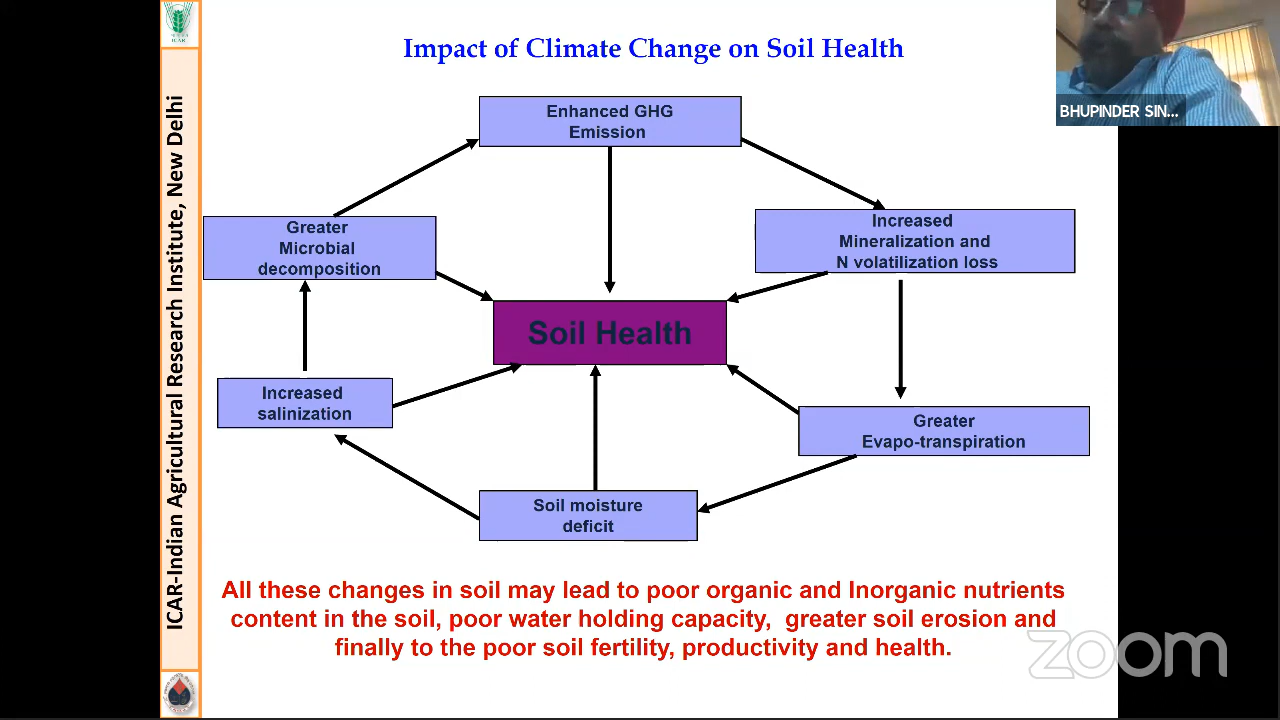 Impact of Climate Change on Soil Health
BHUPINDER SIN...
Enhanced GHG
Emission
Greater
Microbial
decomposition
Increased
Mineralization and
N volatilization loss
Soil Health
Increased
salinization
Greater
Evapo-transpiration
Soil moisture
deficit
All these changes in soil may lead to poor organic and Inorganic nutrients
content in the soil, poor water holding capacity, greater soil erosion and
finally to the poor soil fertility, productivity and health.
ICAR-Indian Agricultural Research Institute, New Delhi
ICAR
zoom